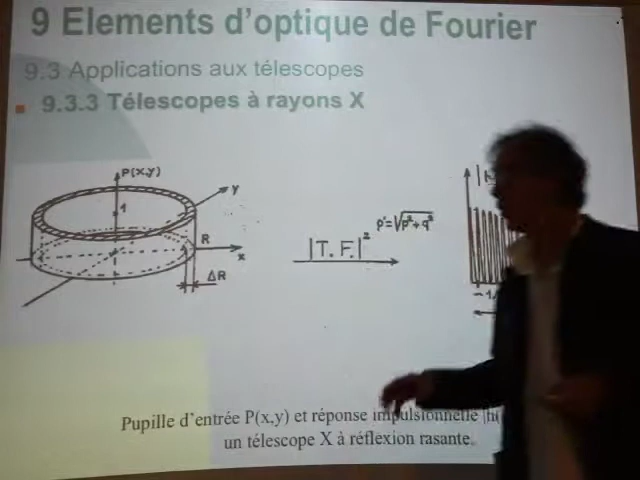 9 Elements d'optique de Fourier
9.3 Applications aux télescopes
9.3.3 Télescopes à rayons X
P(x,y)
y
1
R
x
ΔR
|T.F.|²
p'=√p²+q²
Pupille d'entrée P(x,y) et réponse impulsionnelle |h(
un télescope X à réflexion rasante.